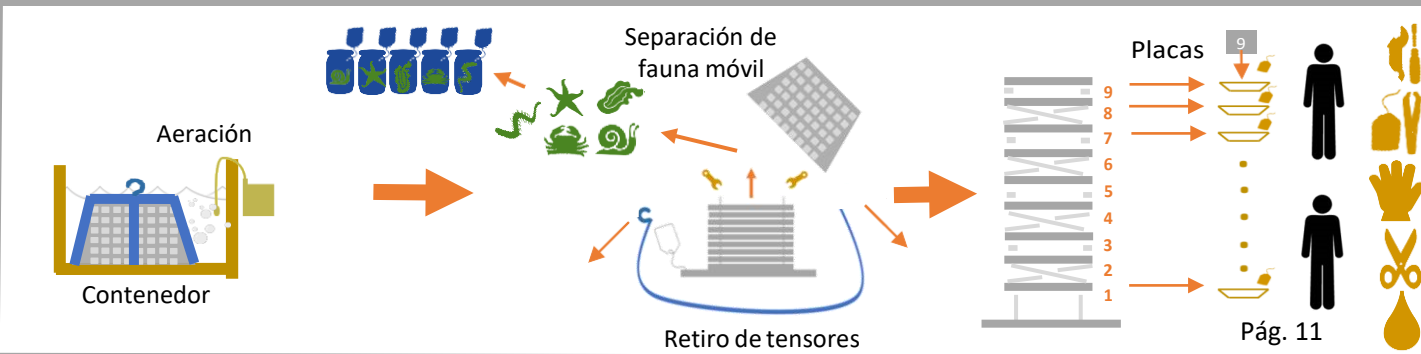 Aeración
Contenedor
Separación de
fauna móvil
Retiro de tensores
Placas
9
9
8
7
6
5
4
3
2
1
Pág. 11